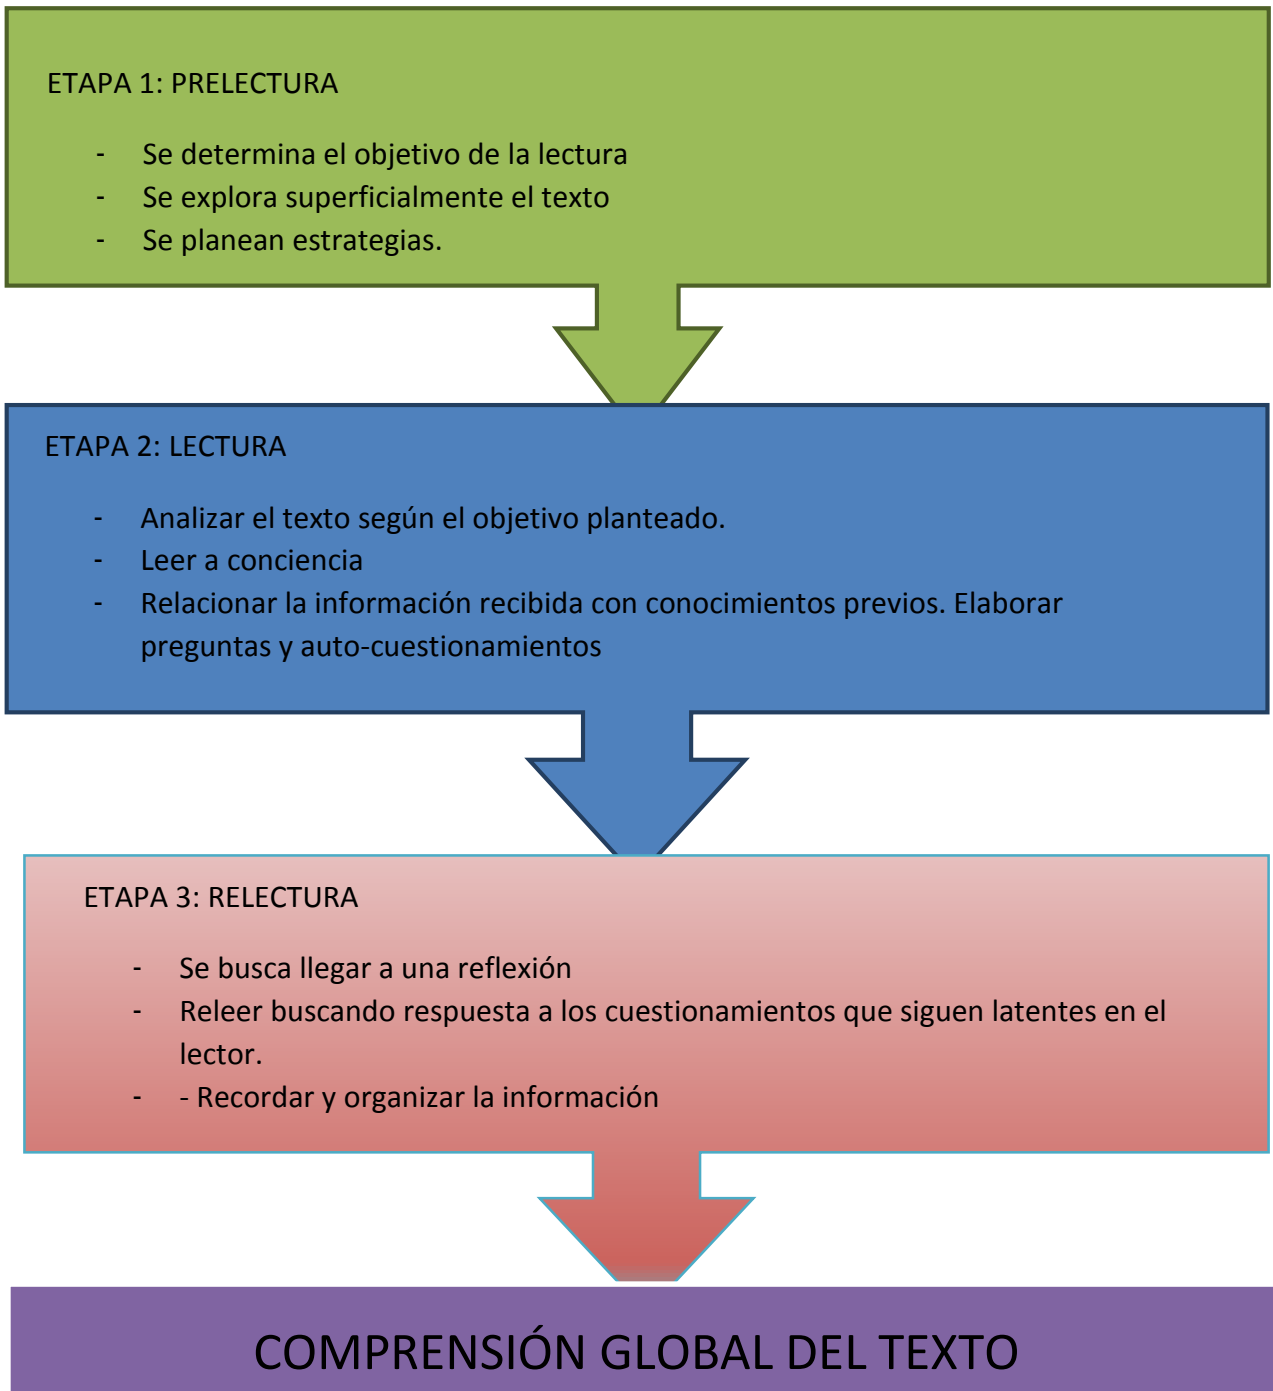 ETAPA 1: PRELECTURA
- Se determina el objetivo de la lectura
- Se explora superficialmente el texto
- Se planean estrategias.
ETAPA 2: LECTURA
- Analizar el texto según el objetivo planteado.
- Leer a conciencia
- Relacionar la información recibida con conocimientos previos. Elaborar
preguntas y auto-cuestionamientos
ETAPA 3: RELECTURA
- Se busca llegar a una reflexión
- Releer buscando respuesta a los cuestionamientos que siguen latentes en el
lector.
- - Recordar y organizar la información
COMPRENSIÓN GLOBAL DEL TEXTO